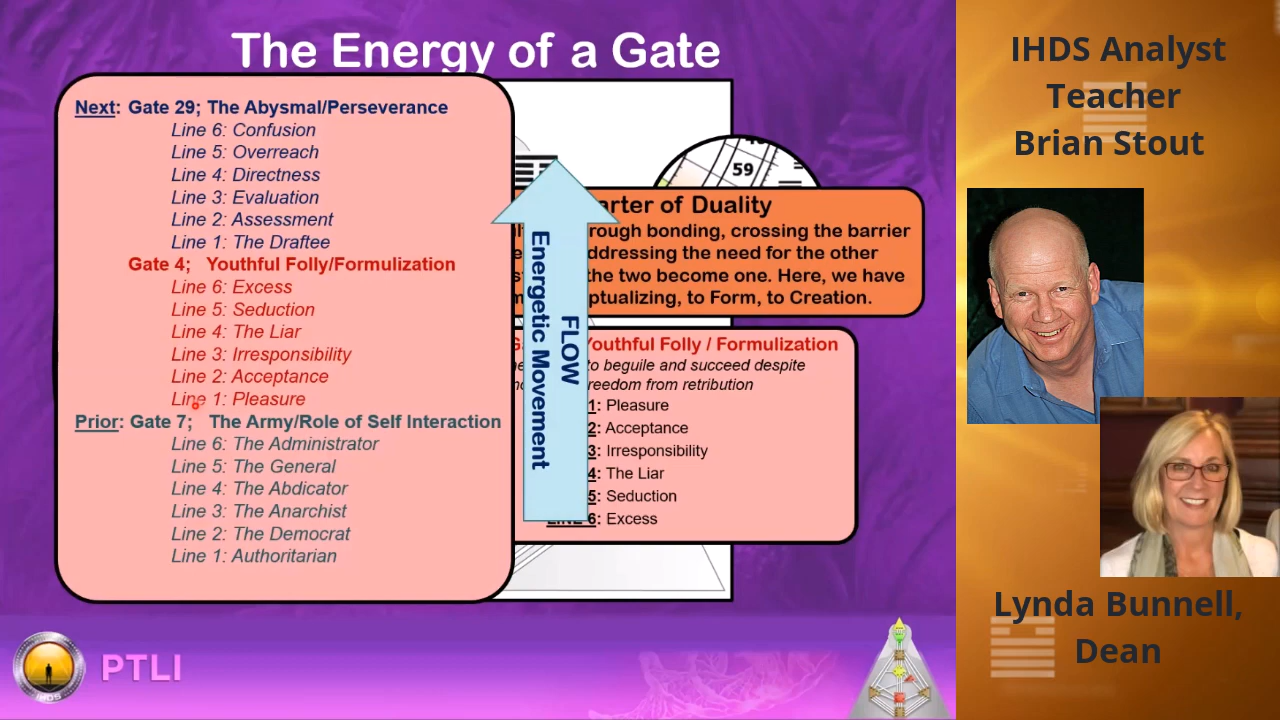 The Energy of a Gate
Next: Gate 29; The Abysmal/Perseverance
Line 6: Confusion
Line 5: Overreach
Line 4: Directness
Line 3: Evaluation
Line 2: Assessment
Line 1: The Draftee
Gate 4; Youthful Folly/Formulization
Line 6: Excess
Line 5: Seduction
Line 4: The Liar
Line 3: Irresponsibility
Line 2: Acceptance
Line 1: Pleasure
Prior: Gate 7; The Army/Role of Self Interaction
Line 6: The Administrator
Line 5: The General
Line 4: The Abdicator
Line 3: The Anarchist
Line 2: The Democrat
Line 1: Authoritarian
FLOW
Energetic Movement
59
of Duality
bonding, crossing the barrier
addressing the need for the other
the two become one. Here, we have
to Form, to Creation.
Youthful Folly / Formulization
to beguile and succeed despite
freedom from retribution
1: Pleasure
2: Acceptance
3: Irresponsibility
4: The Liar
5: Seduction
LINE 6: Excess
IHDS
PTLI
IHDS Analyst
Teacher
Brian Stout
Lynda Bunnell,
Dean